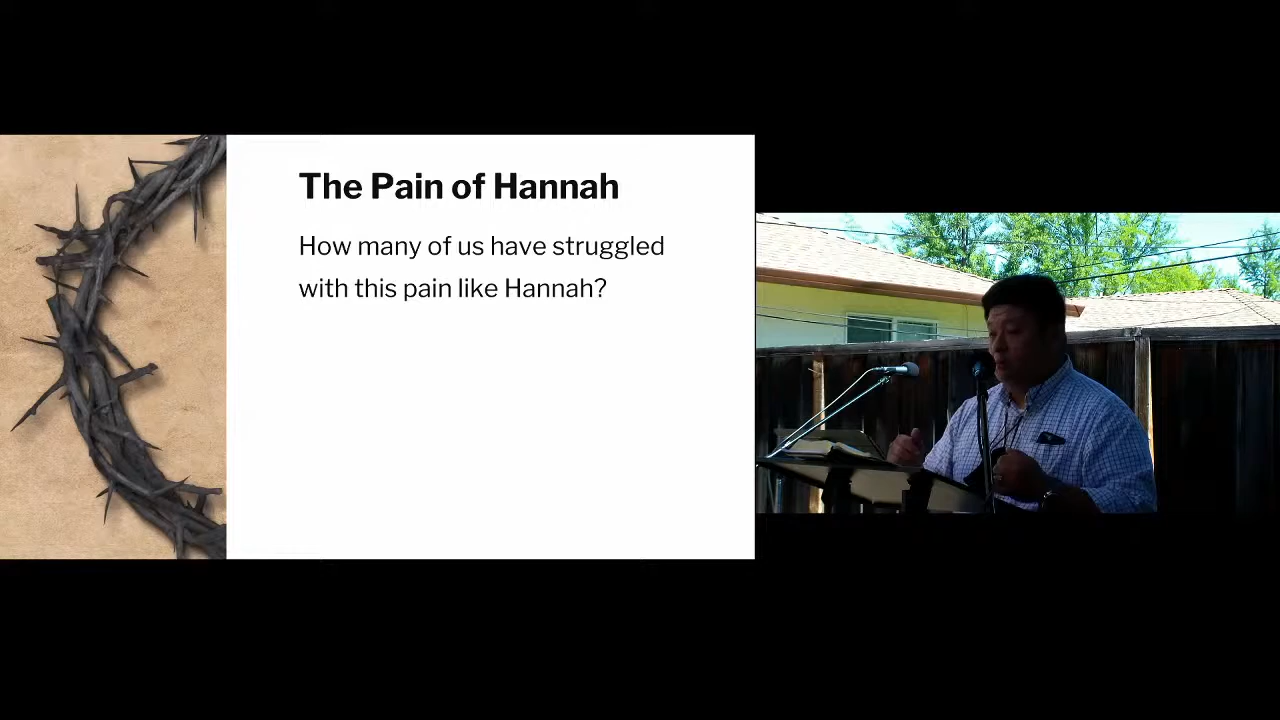 The Pain of Hannah
How many of us have struggled
with this pain like Hannah?